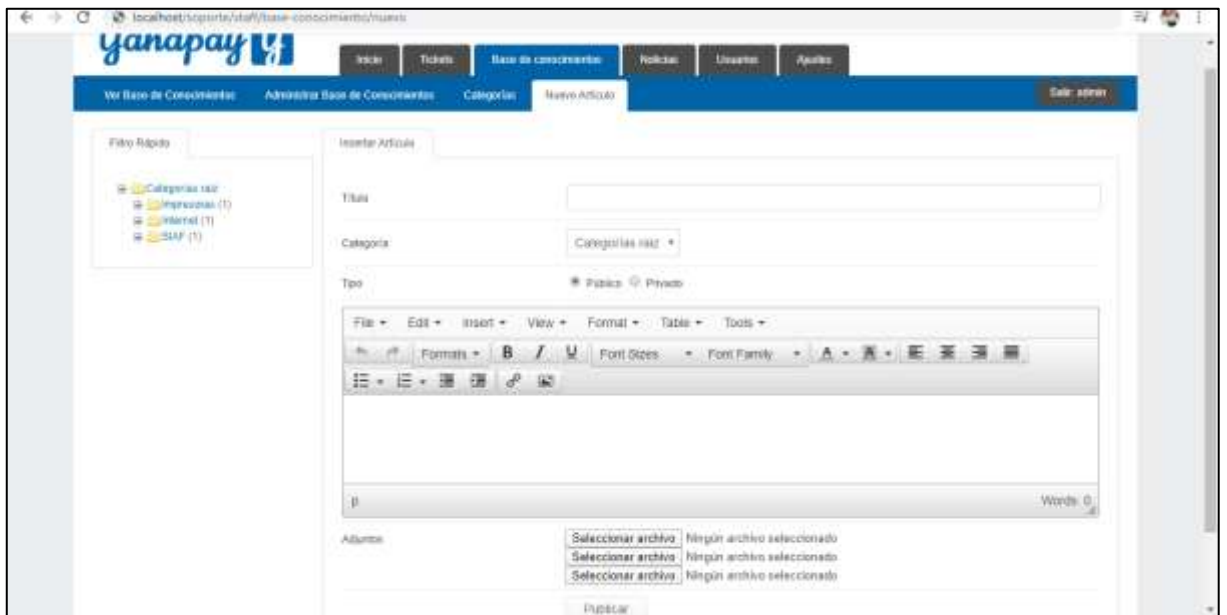 localhost/soporte/staff/base-conocimiento/nuevo
yanapay
Inicio Tickets Base de conocimientos Noticias Usuarios Ajustes
Ver Base de Conocimientos Administrar Base de Conocimientos Categorías Nuevo Artículo Salir: admin
Filtro Rápido
Categorías raíz
Impresoras (1)
Internet (1)
SIAF (1)
Insertar Artículo
Título
Categoría Categorías raíz
Tipo Público Privado
File Edit Insert View Format Table Tools
Formats B I U Font Sizes Font Family A A
p Words: 0
Adjuntos Seleccionar archivo Ningún archivo seleccionado
Seleccionar archivo Ningún archivo seleccionado
Seleccionar archivo Ningún archivo seleccionado
Publicar